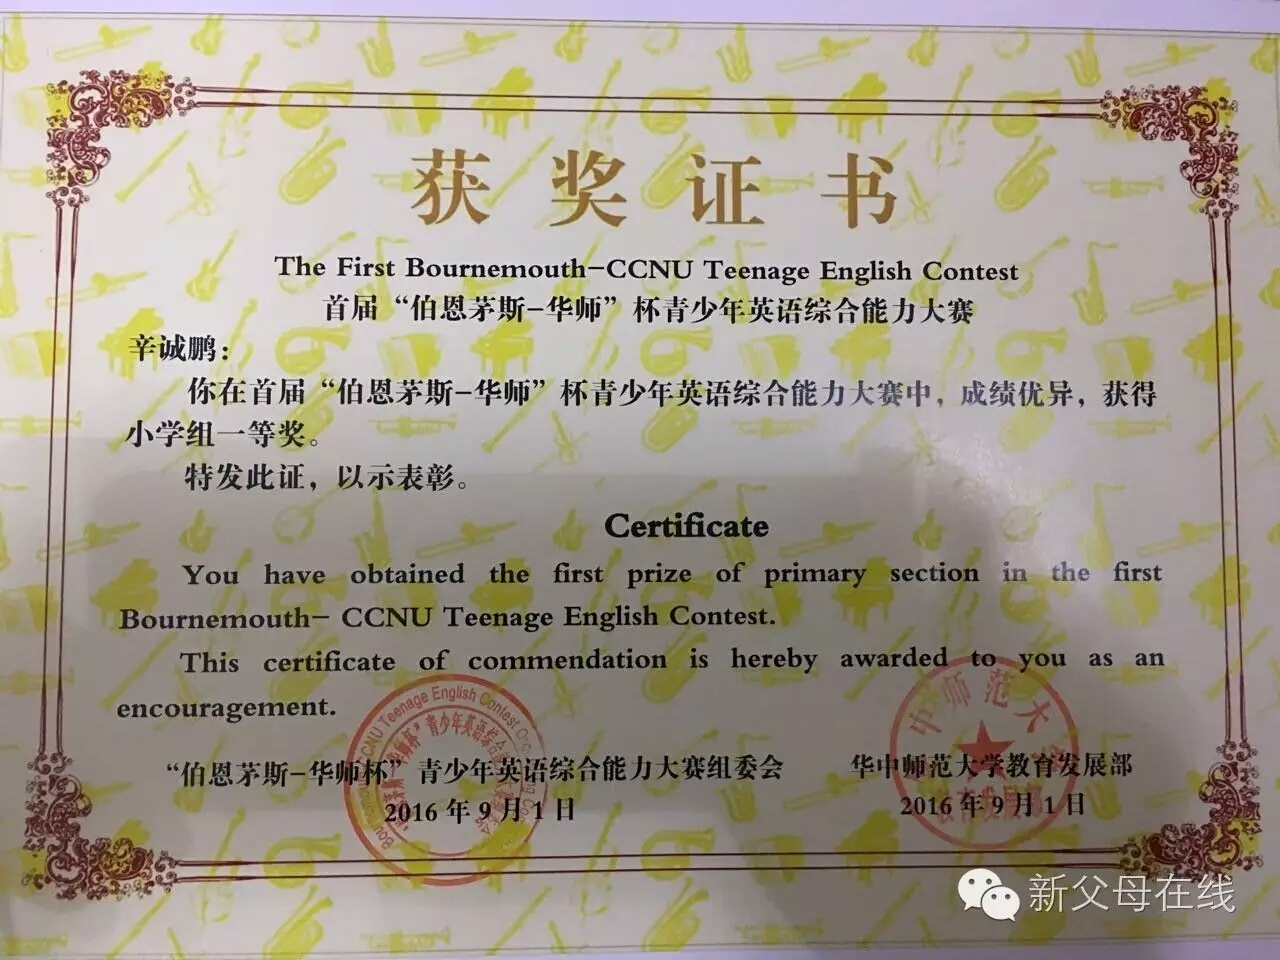 获奖证书
The First Bournemouth-CCNU Teenage English Contest
首届“伯恩茅斯-华师”杯青少年英语综合能力大赛
辛诚鹏：
你在首届“伯恩茅斯-华师”杯青少年英语综合能力大赛中，成绩优异，获得
小学组一等奖。
特发此证，以示表彰。
Certificate
You have obtained the first prize of primary section in the first
Bournemouth- CCNU Teenage English Contest.
This certificate of commendation is hereby awarded to you as an
encouragement.
“伯恩茅斯-华师杯”青少年英语综合能力大赛组委会
华中师范大学教育发展部
2016 年 9 月 1 日
2016 年 9 月 1 日
新父母在线